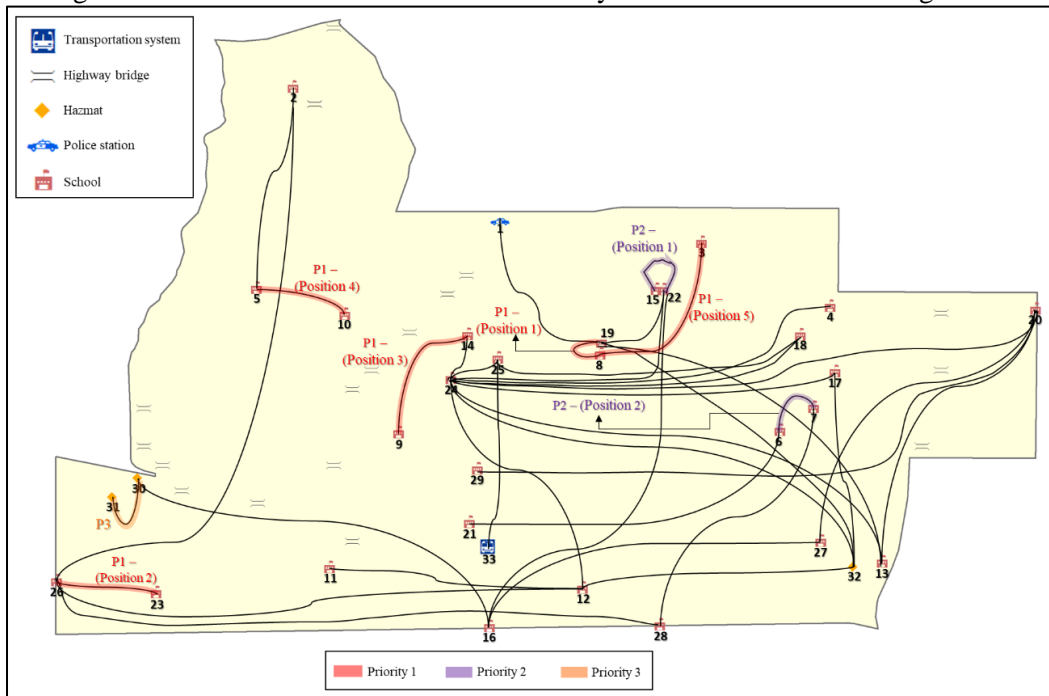 Transportation system
Highway bridge
Hazmat
Police station
School
2
1
P2 –
(Position 1)
3
15 22
P1 –
(Position 4)
5
10
P1 –
(Position 5)
P1 –
(Position 1)
4
20
19
18
P1 –
(Position 3)
14
8
25
24
17
P2 – (Position 2)
7
9
6
29
30
31
P3
21
33
27
11
32
13
P1 –
(Position 2)
26
23
12
16
28
Priority 1
Priority 2
Priority 3